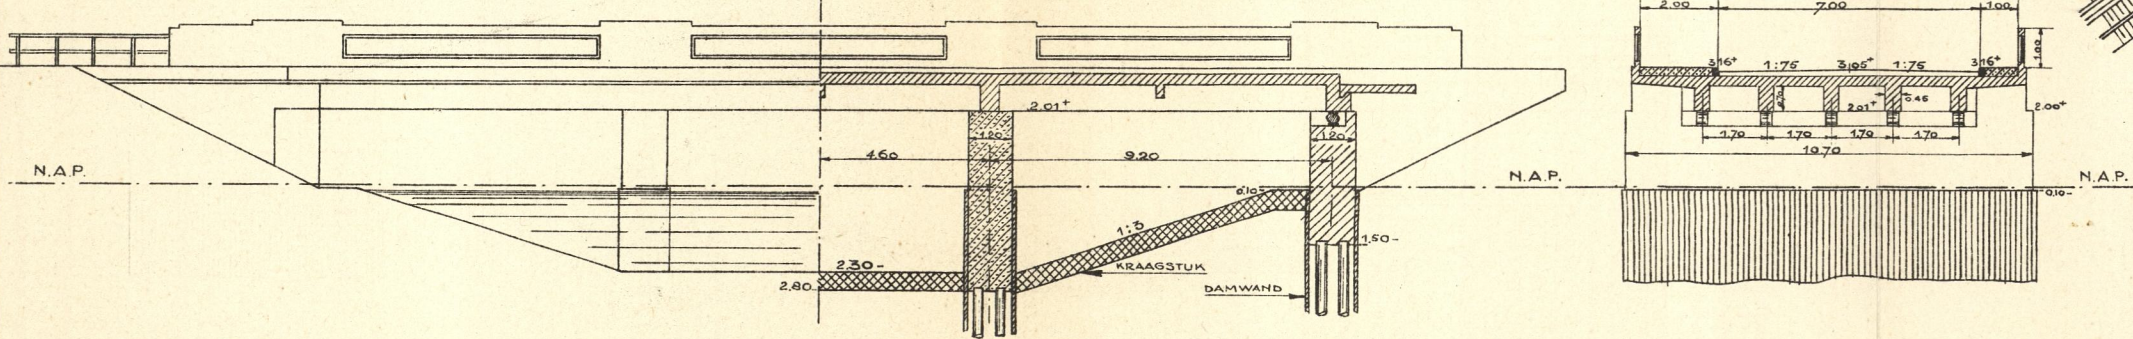 2.00 7.00 1.00
1.00
3.16+ 1:75 3.05+ 1:75 3.16+
2.01+
0.70 2.01+ 0.46 2.00+
1.20 1.20
1.70 1.70 1.70 1.70
4.60 9.20
10.70
N.A.P. N.A.P. N.A.P.
0.10- 0.10-
1:3
1.50-
2.30- KRAAGSTUK
2.80- DAMWAND